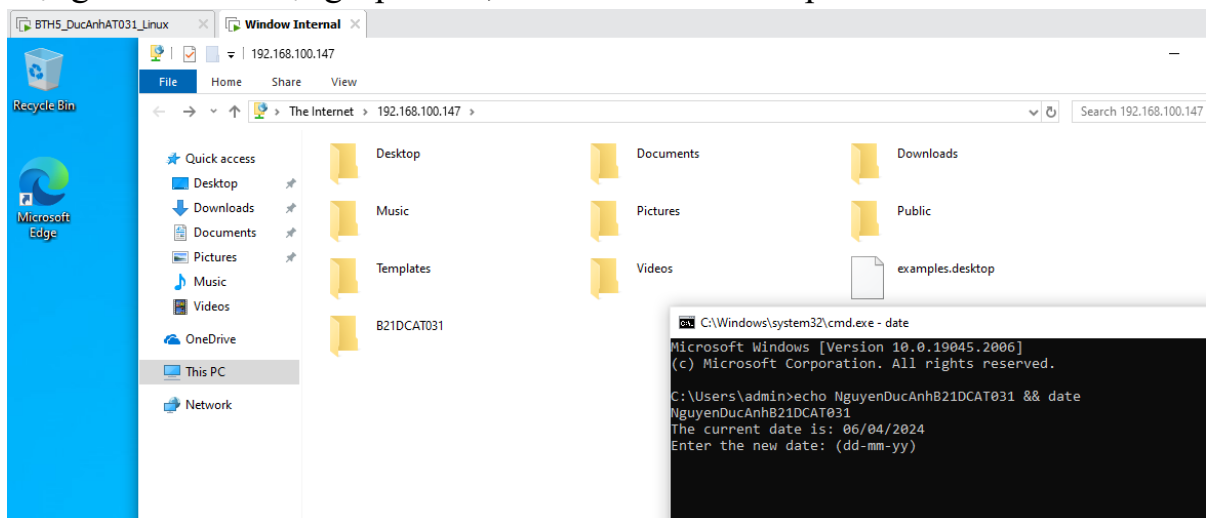 BTH5_DucAnhAT031_Linux
Window Internal
192.168.100.147
File Home Share View
The Internet > 192.168.100.147 >
Search 192.168.100.147
Recycle Bin
Microsoft Edge
Quick access
Desktop
Downloads
Documents
Pictures
Music
Videos
OneDrive
This PC
Network
Desktop Documents Downloads
Music Pictures Public
Templates Videos examples.desktop
B21DCAT031
C:\Windows\system32\cmd.exe - date
Microsoft Windows [Version 10.0.19045.2006]
(c) Microsoft Corporation. All rights reserved.
C:\Users\admin>echo NguyenDucAnhB21DCAT031 && date
NguyenDucAnhB21DCAT031
The current date is: 06/04/2024
Enter the new date: (dd-mm-yy)